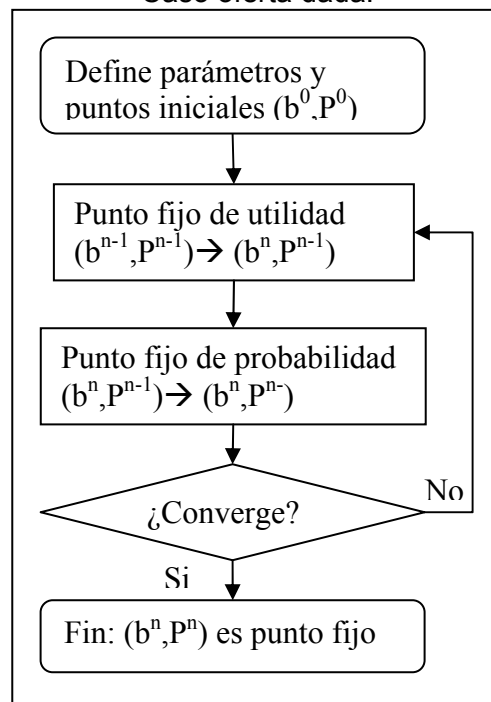 Caso oferta dada:
Define parámetros y
puntos iniciales (b⁰,P⁰)
Punto fijo de utilidad
(bⁿ⁻¹,Pⁿ⁻¹)→ (bⁿ,Pⁿ⁻¹)
Punto fijo de probabilidad
(bⁿ,Pⁿ⁻¹)→ (bⁿ,Pⁿ⁻)
¿Converge?
No
Si
Fin: (bⁿ,Pⁿ) es punto fijo